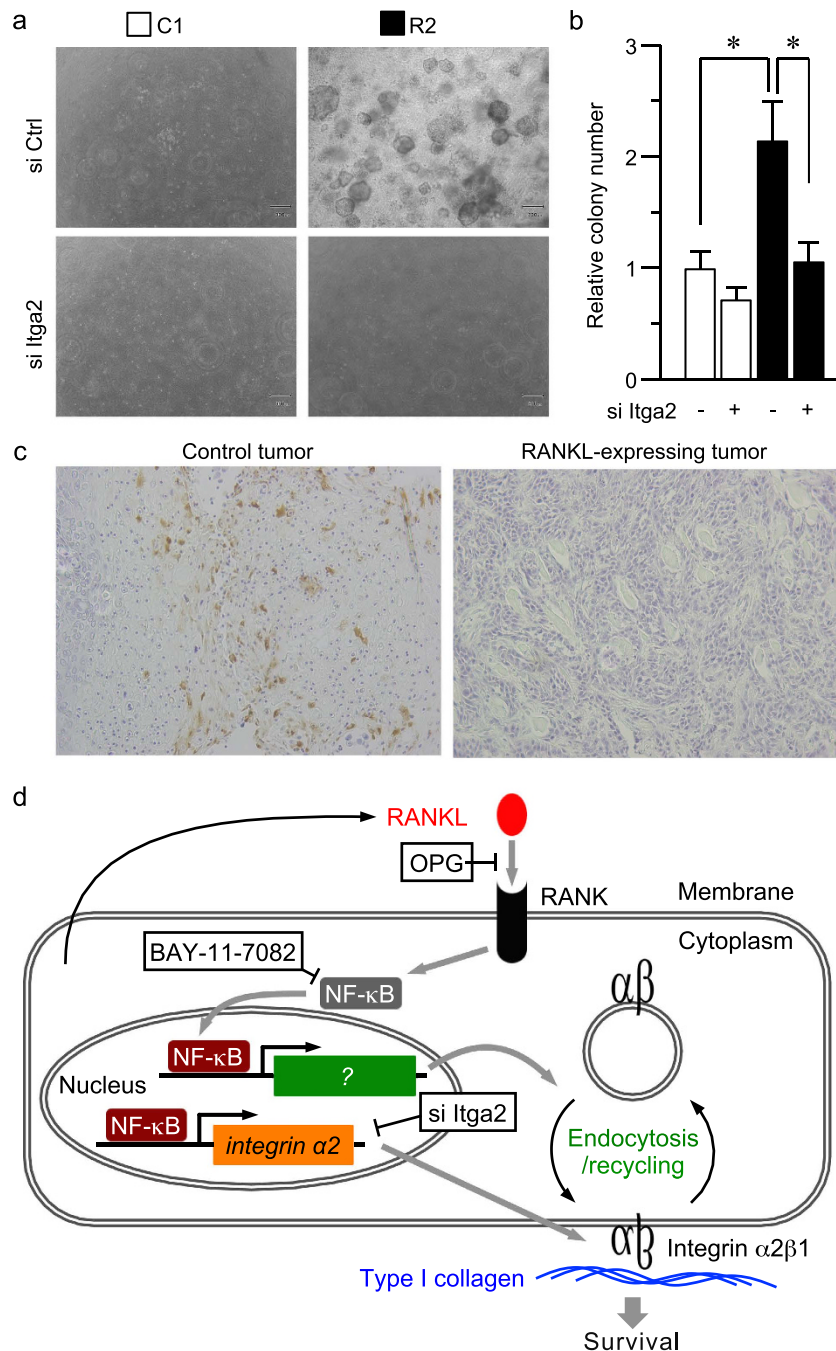 a
C1
R2
si Ctrl
si Itga2
b
*
*
3
2
1
0
Relative colony number
si Itga2 - + - +
c
Control tumor
RANKL-expressing tumor
d
RANKL
OPG
RANK
Membrane
Cytoplasm
BAY-11-7082
NF-κB
αβ
NF-κB
?
Nucleus
si Itga2
NF-κB
integrin α2
Endocytosis
/recycling
αβ
Integrin α2β1
Type I collagen
Survival